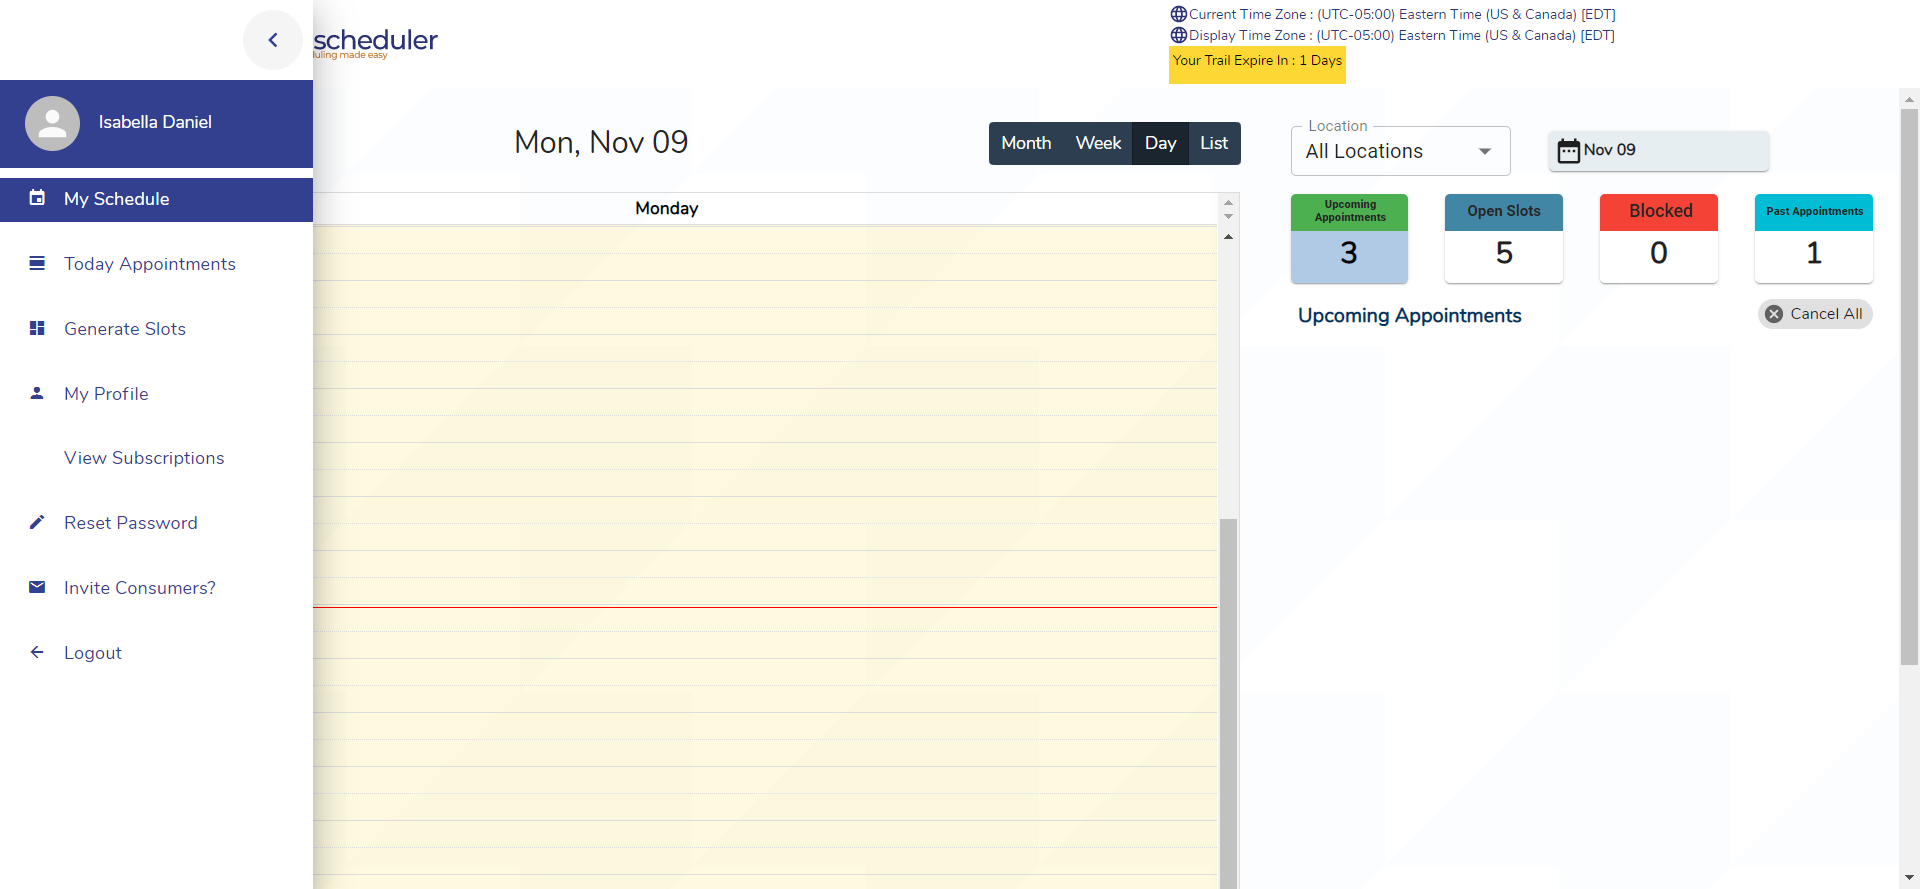 scheduler
duling made easy
Current Time Zone : (UTC-05:00) Eastern Time (US & Canada) [EDT]
Display Time Zone : (UTC-05:00) Eastern Time (US & Canada) [EDT]
Your Trail Expire In : 1 Days
Isabella Daniel
My Schedule
Today Appointments
Generate Slots
My Profile
View Subscriptions
Reset Password
Invite Consumers?
Logout
Mon, Nov 09
Month Week Day List
Monday
Location
All Locations
Nov 09
Upcoming Appointments
3
Open Slots
5
Blocked
0
Past Appointments
1
Upcoming Appointments
Cancel All